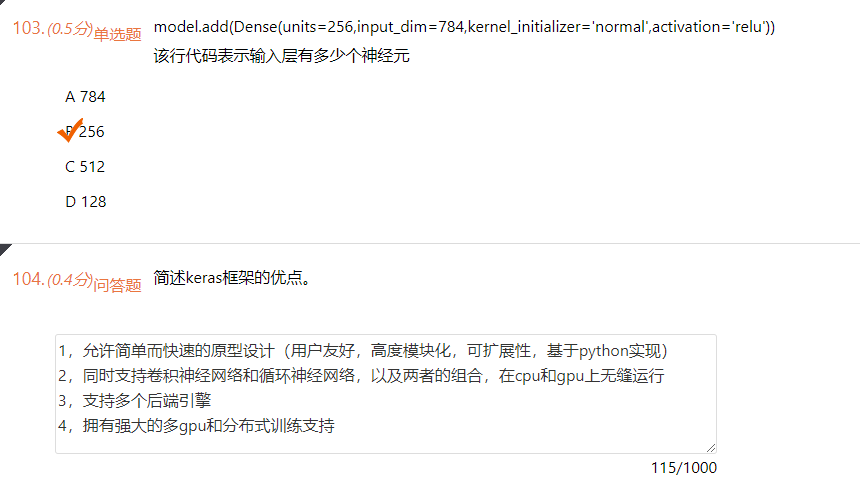 103.(0.5分)单选题 model.add(Dense(units=256,input_dim=784,kernel_initializer='normal',activation='relu'))
该行代码表示输入层有多少个神经元
A 784
B 256
C 512
D 128
104.(0.4分)问答题 简述keras框架的优点。
1，允许简单而快速的原型设计（用户友好，高度模块化，可扩展性，基于python实现）
2，同时支持卷积神经网络和循环神经网络，以及两者的组合，在cpu和gpu上无缝运行
3，支持多个后端引擎
4，拥有强大的多gpu和分布式训练支持
115/1000